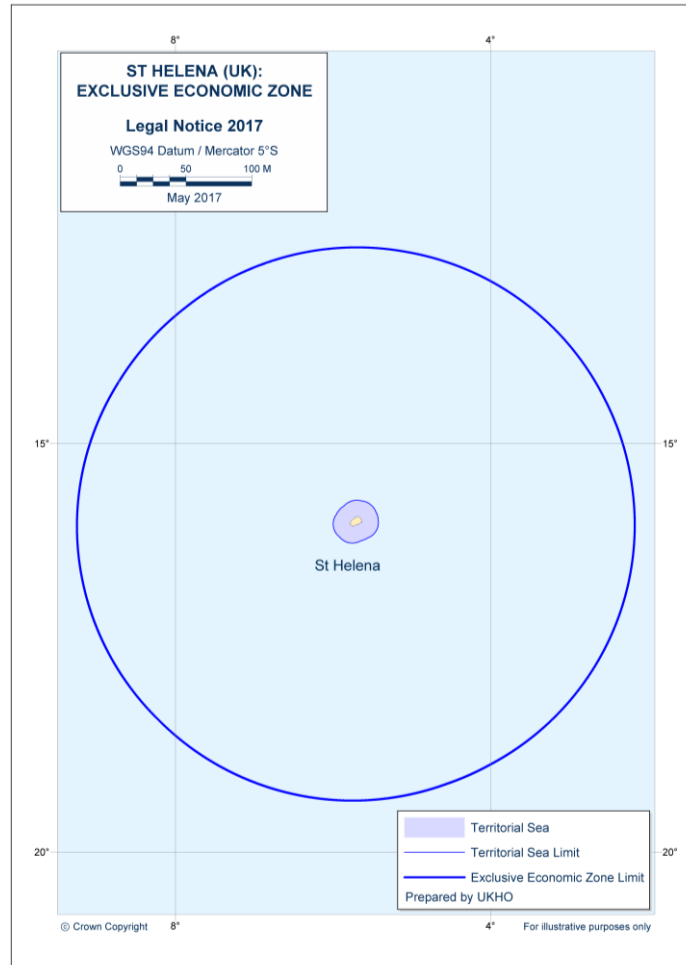 8° 4°
ST HELENA (UK):
EXCLUSIVE ECONOMIC ZONE
Legal Notice 2017
WGS94 Datum / Mercator 5°S
0 50 100 M
May 2017
15° 15°
St Helena
Territorial Sea
Territorial Sea Limit
20° 20°
Exclusive Economic Zone Limit
Prepared by UKHO
© Crown Copyright 8° 4° For illustrative purposes only